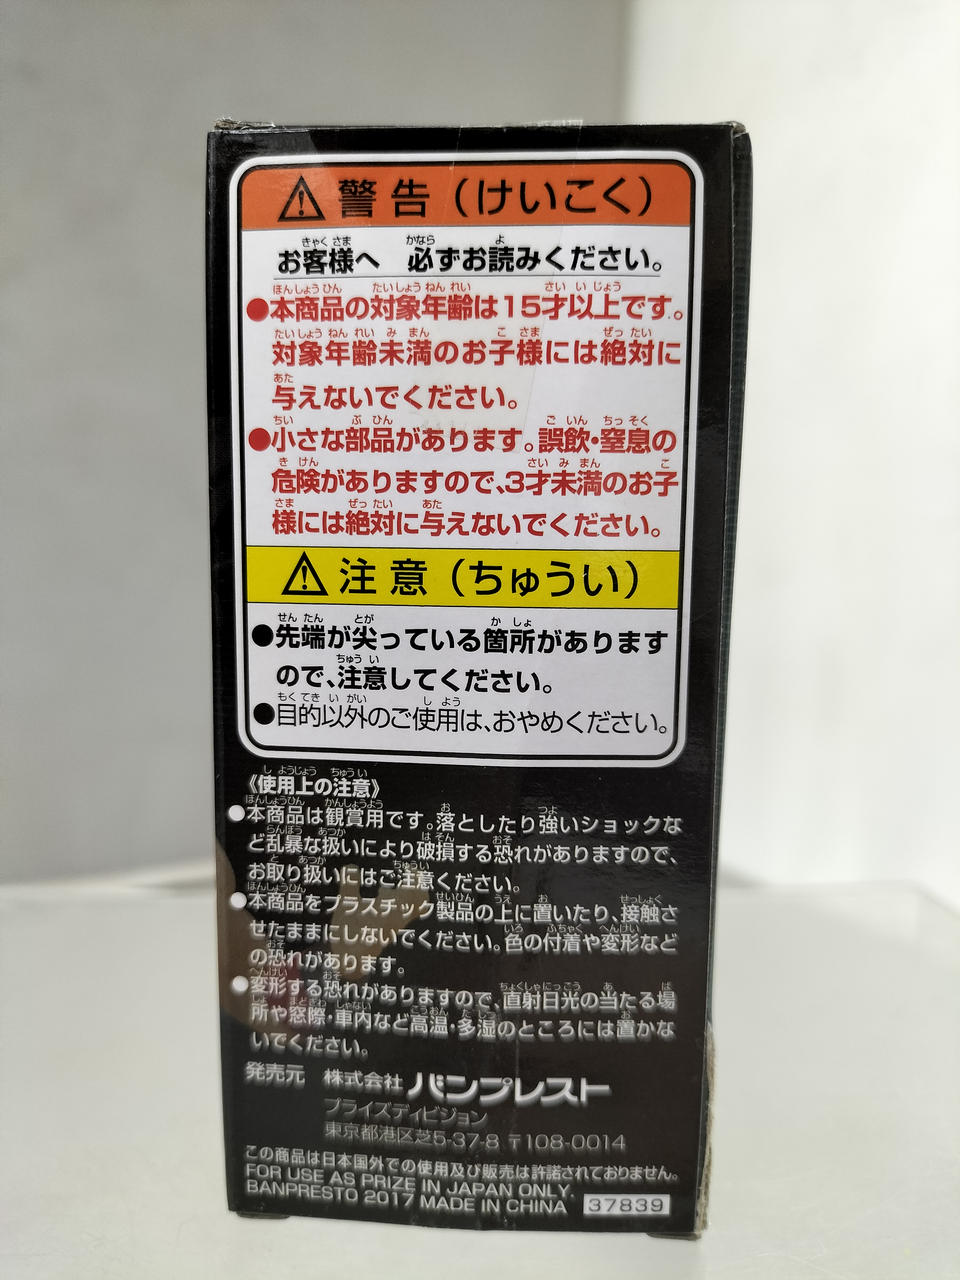 警告（けいこく）
お客様へ 必ずお読みください。
●本商品の対象年齢は15才以上です。
対象年齢未満のお子様には絶対に
与えないでください。
●小さな部品があります。誤飲・窒息の
危険がありますので、3才未満のお子
様には絶対に与えないでください。
注意（ちゅうい）
●先端が尖っている箇所があります
ので、注意してください。
●目的以外のご使用は、おやめください。
《使用上の注意》
●本商品は観賞用です。落としたり強いショックな
ど乱暴な扱いにより破損する恐れがありますので、
お取り扱いにはご注意ください。
●本商品をプラスチック製品の上に置いたり、接触さ
せたままにしないでください。色の付着や変形など
の恐れがあります。
●変形する恐れがありますので、直射日光の当たる場
所や窓際・車内など高温・多湿のところには置かな
いでください。
発売元 株式会社 バンプレスト
プライズディビジョン
東京都港区芝5-37-8 〒108-0014
この商品は日本国外での使用及び販売は許諾されておりません。
FOR USE AS PRIZE IN JAPAN ONLY.
BANPRESTO 2017 MADE IN CHINA 37839